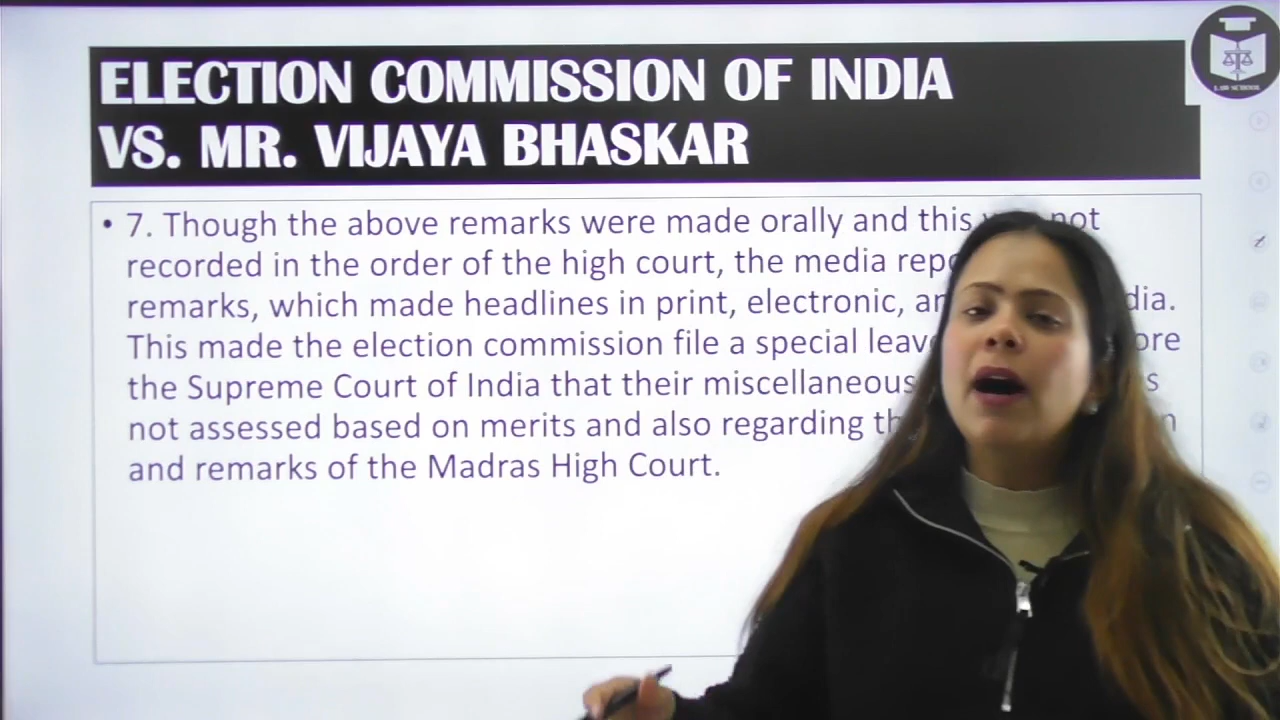 ELECTION COMMISSION OF INDIA
VS. MR. VIJAYA BHASKAR
LAW SCHOOL
• 7. Though the above remarks were made orally and this not
recorded in the order of the high court, the media
remarks, which made headlines in print, electronic,
This made the election commission file a special
the Supreme Court of India that their miscellaneous
not assessed based on merits and also regarding
and remarks of the Madras High Court.